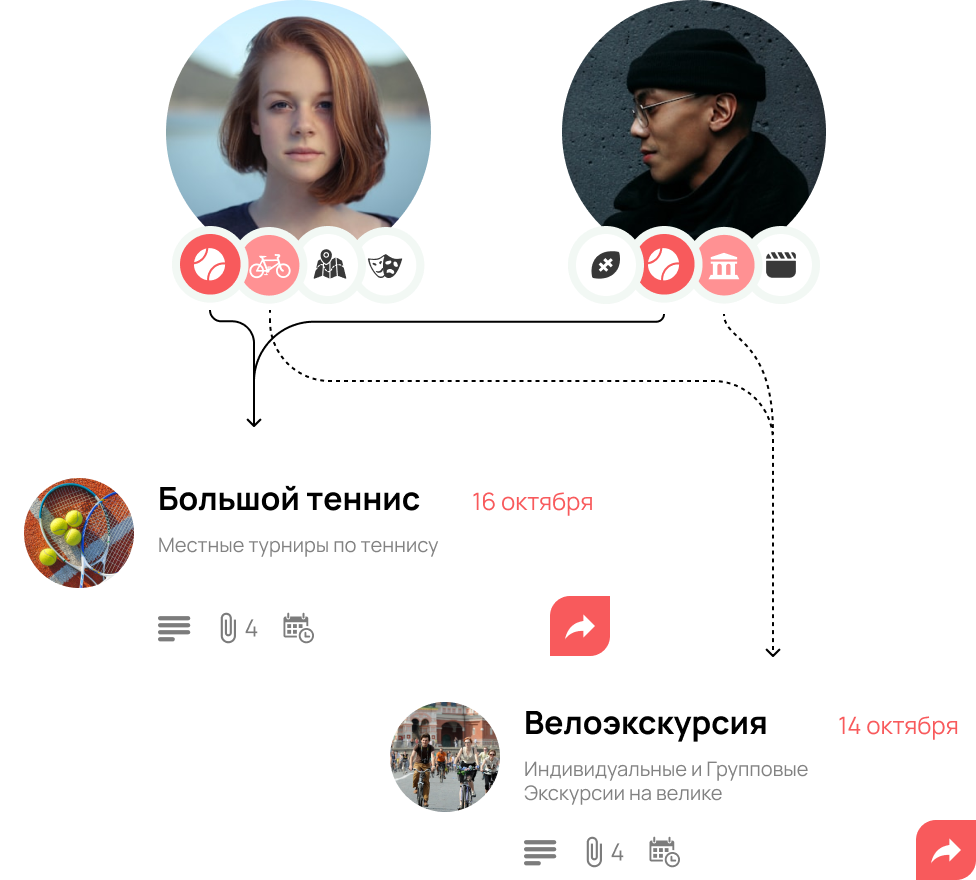 Большой теннис
16 октября
Местные турниры по теннису
4
Велоэкскурсия
14 октября
Индивидуальные и Групповые
Экскурсии на велике
4